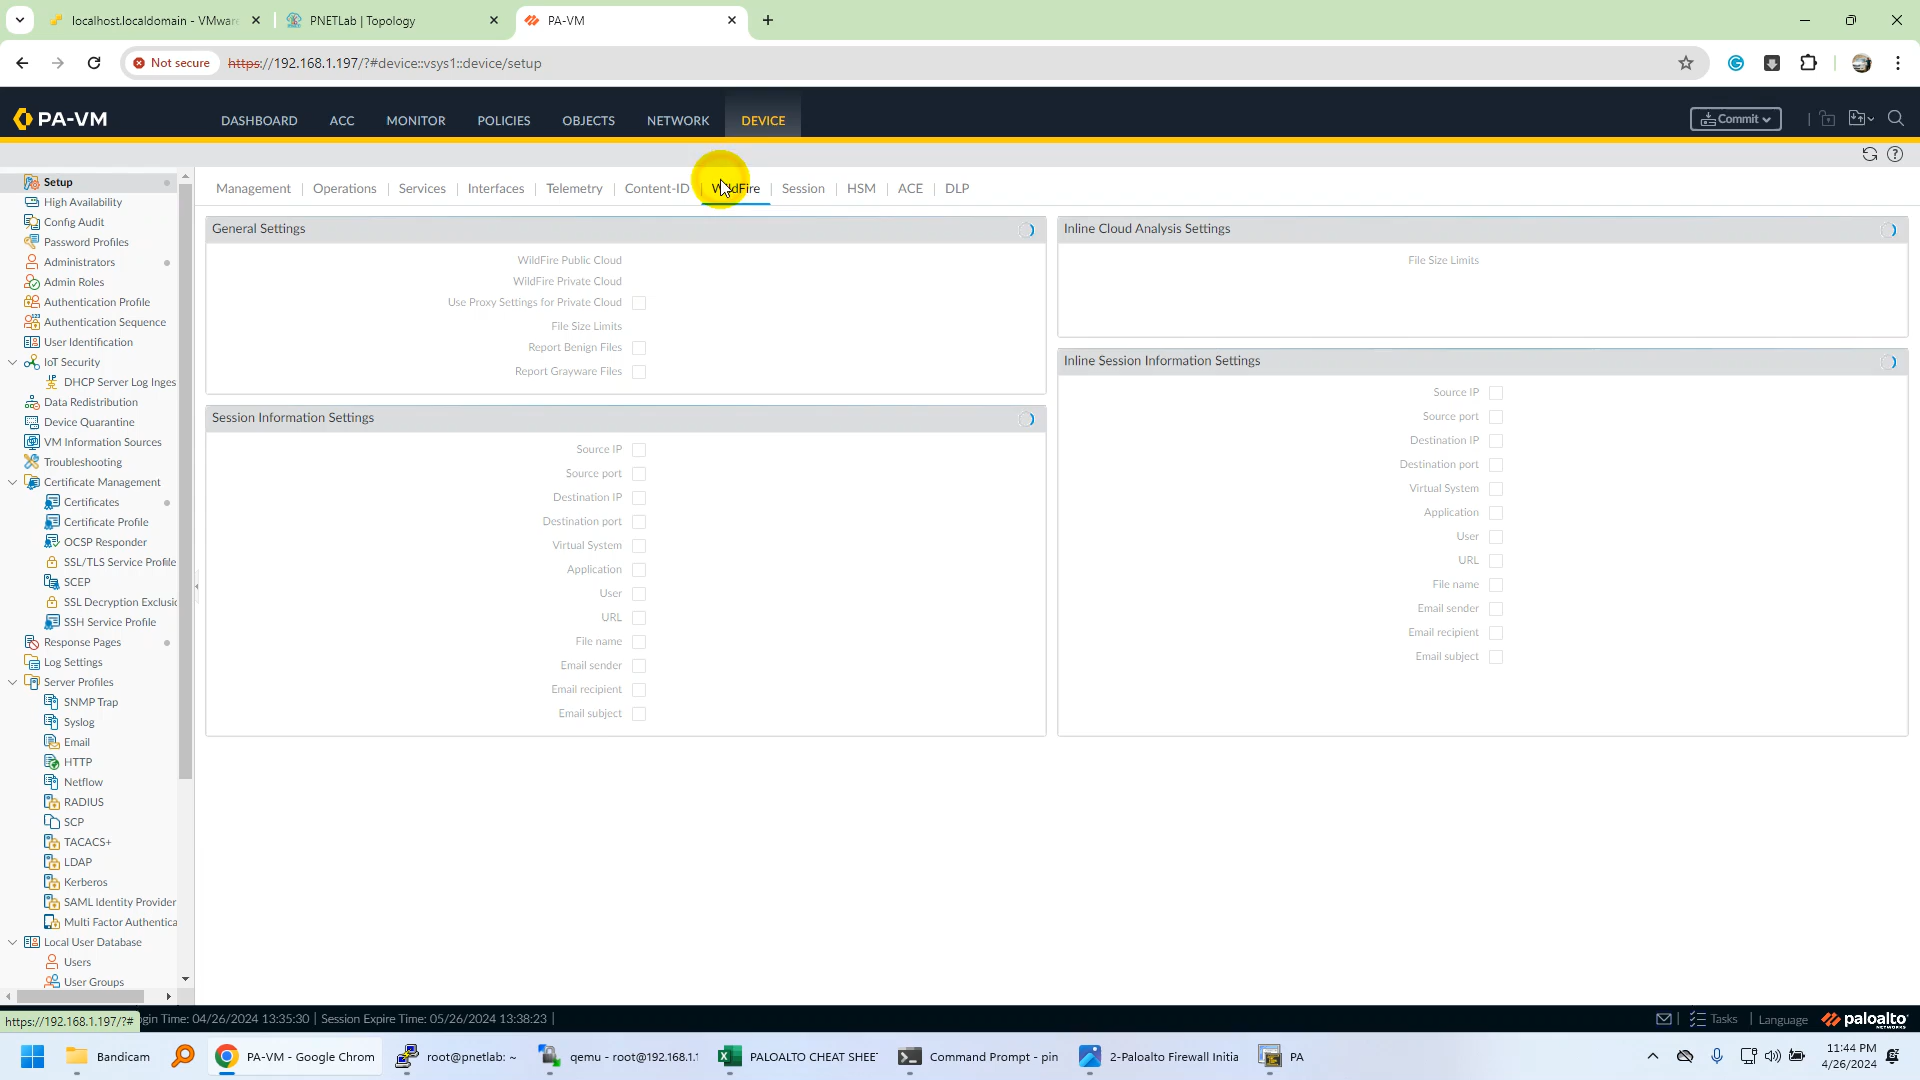 localhost.localdomain - VMware
PNETLab | Topology
PA-VM
Not secure
https://192.168.1.197/?#device::vsys1::device/setup
PA-VM
DASHBOARD
ACC
MONITOR
POLICIES
OBJECTS
NETWORK
DEVICE
Commit
Setup
High Availability
Config Audit
Password Profiles
Administrators
Admin Roles
Authentication Profile
Authentication Sequence
User Identification
IoT Security
DHCP Server Log Inges
Data Redistribution
Device Quarantine
VM Information Sources
Troubleshooting
Certificate Management
Certificates
Certificate Profile
OCSP Responder
SSL/TLS Service Profile
SCEP
SSL Decryption Exclusio
SSH Service Profile
Response Pages
Log Settings
Server Profiles
SNMP Trap
Syslog
Email
HTTP
Netflow
RADIUS
SCP
TACACS+
LDAP
Kerberos
SAML Identity Provider
Multi Factor Authentica
Local User Database
Users
User Groups
Management
Operations
Services
Interfaces
Telemetry
Content-ID
WildFire
Session
HSM
ACE
DLP
General Settings
WildFire Public Cloud
WildFire Private Cloud
Use Proxy Settings for Private Cloud
File Size Limits
Report Benign Files
Report Grayware Files
Session Information Settings
Source IP
Source port
Destination IP
Destination port
Virtual System
Application
User
URL
File name
Email sender
Email recipient
Email subject
Inline Cloud Analysis Settings
File Size Limits
Inline Session Information Settings
Source IP
Source port
Destination IP
Destination port
Virtual System
Application
User
URL
File name
Email sender
Email recipient
Email subject
https://192.168.1.197/?#
gin Time: 04/26/2024 13:35:30 | Session Expire Time: 05/26/2024 13:38:23 |
Tasks
Language
paloalto
NETWORKS
Bandicam
PA-VM - Google Chrom
root@pnetlab: ~
qemu - root@192.168.1.1
PALOALTO CHEAT SHEE
Command Prompt - pin
2-Paloalto Firewall Initia
PA
11:44 PM
4/26/2024